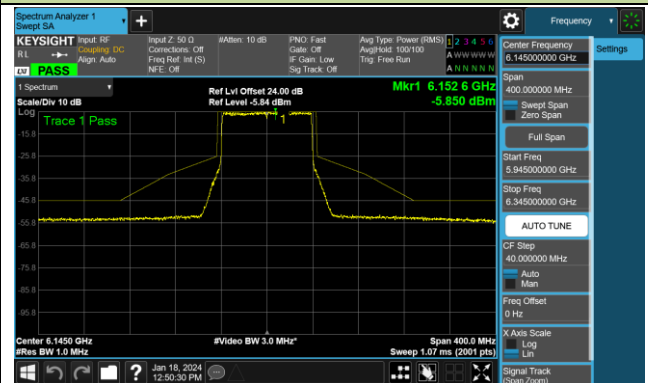 Spectrum Analyzer 1
Swept SA
Frequency
KEYSIGHT
RL
LXI
PASS
Input: RF
Coupling: DC
Align: Auto
Input Z: 50 Ω
Corrections: Off
Freq Ref: Int (S)
NFE: Off
#Atten: 10 dB
PNO: Fast
Gate: Off
IF Gain: Low
Sig Track: Off
Avg Type: Power (RMS)
Avg|Hold: 100/100
Trig: Free Run
1 2 3 4 5 6
A W W W W W
A N N N N N
1 Spectrum
Scale/Div 10 dB
Ref Lvl Offset 24.00 dB
Ref Level -5.84 dBm
Mkr1 6.152 6 GHz
-5.850 dBm
Log
Trace 1 Pass
1
-15.8
-25.8
-35.8
-45.8
-55.8
-65.8
-75.8
-85.8
-95.8
Center 6.1450 GHz
#Res BW 1.0 MHz
#Video BW 3.0 MHz*
Span 400.0 MHz
Sweep 1.07 ms (2001 pts)
Jan 18, 2024
12:50:30 PM
Center Frequency
6.145000000 GHz
Settings
Span
400.000000 MHz
Swept Span
Zero Span
Full Span
Start Freq
5.945000000 GHz
Stop Freq
6.345000000 GHz
AUTO TUNE
CF Step
40.000000 MHz
Auto
Man
Freq Offset
0 Hz
X Axis Scale
Log
Lin
Signal Track
(Span Zoom)